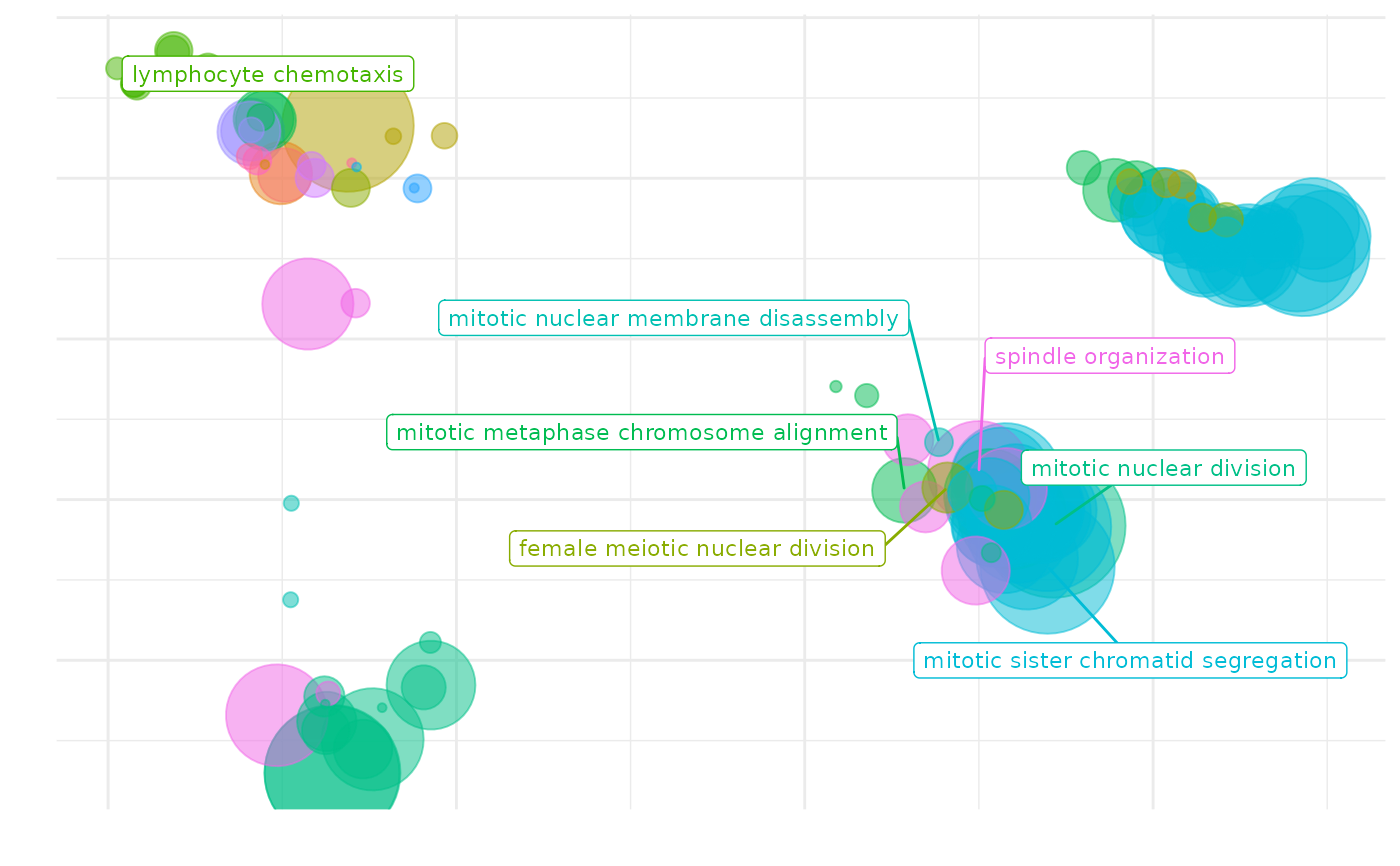 lymphocyte chemotaxis
mitotic nuclear membrane disassembly
spindle organization
mitotic metaphase chromosome alignment
mitotic nuclear division
female meiotic nuclear division
mitotic sister chromatid segregation